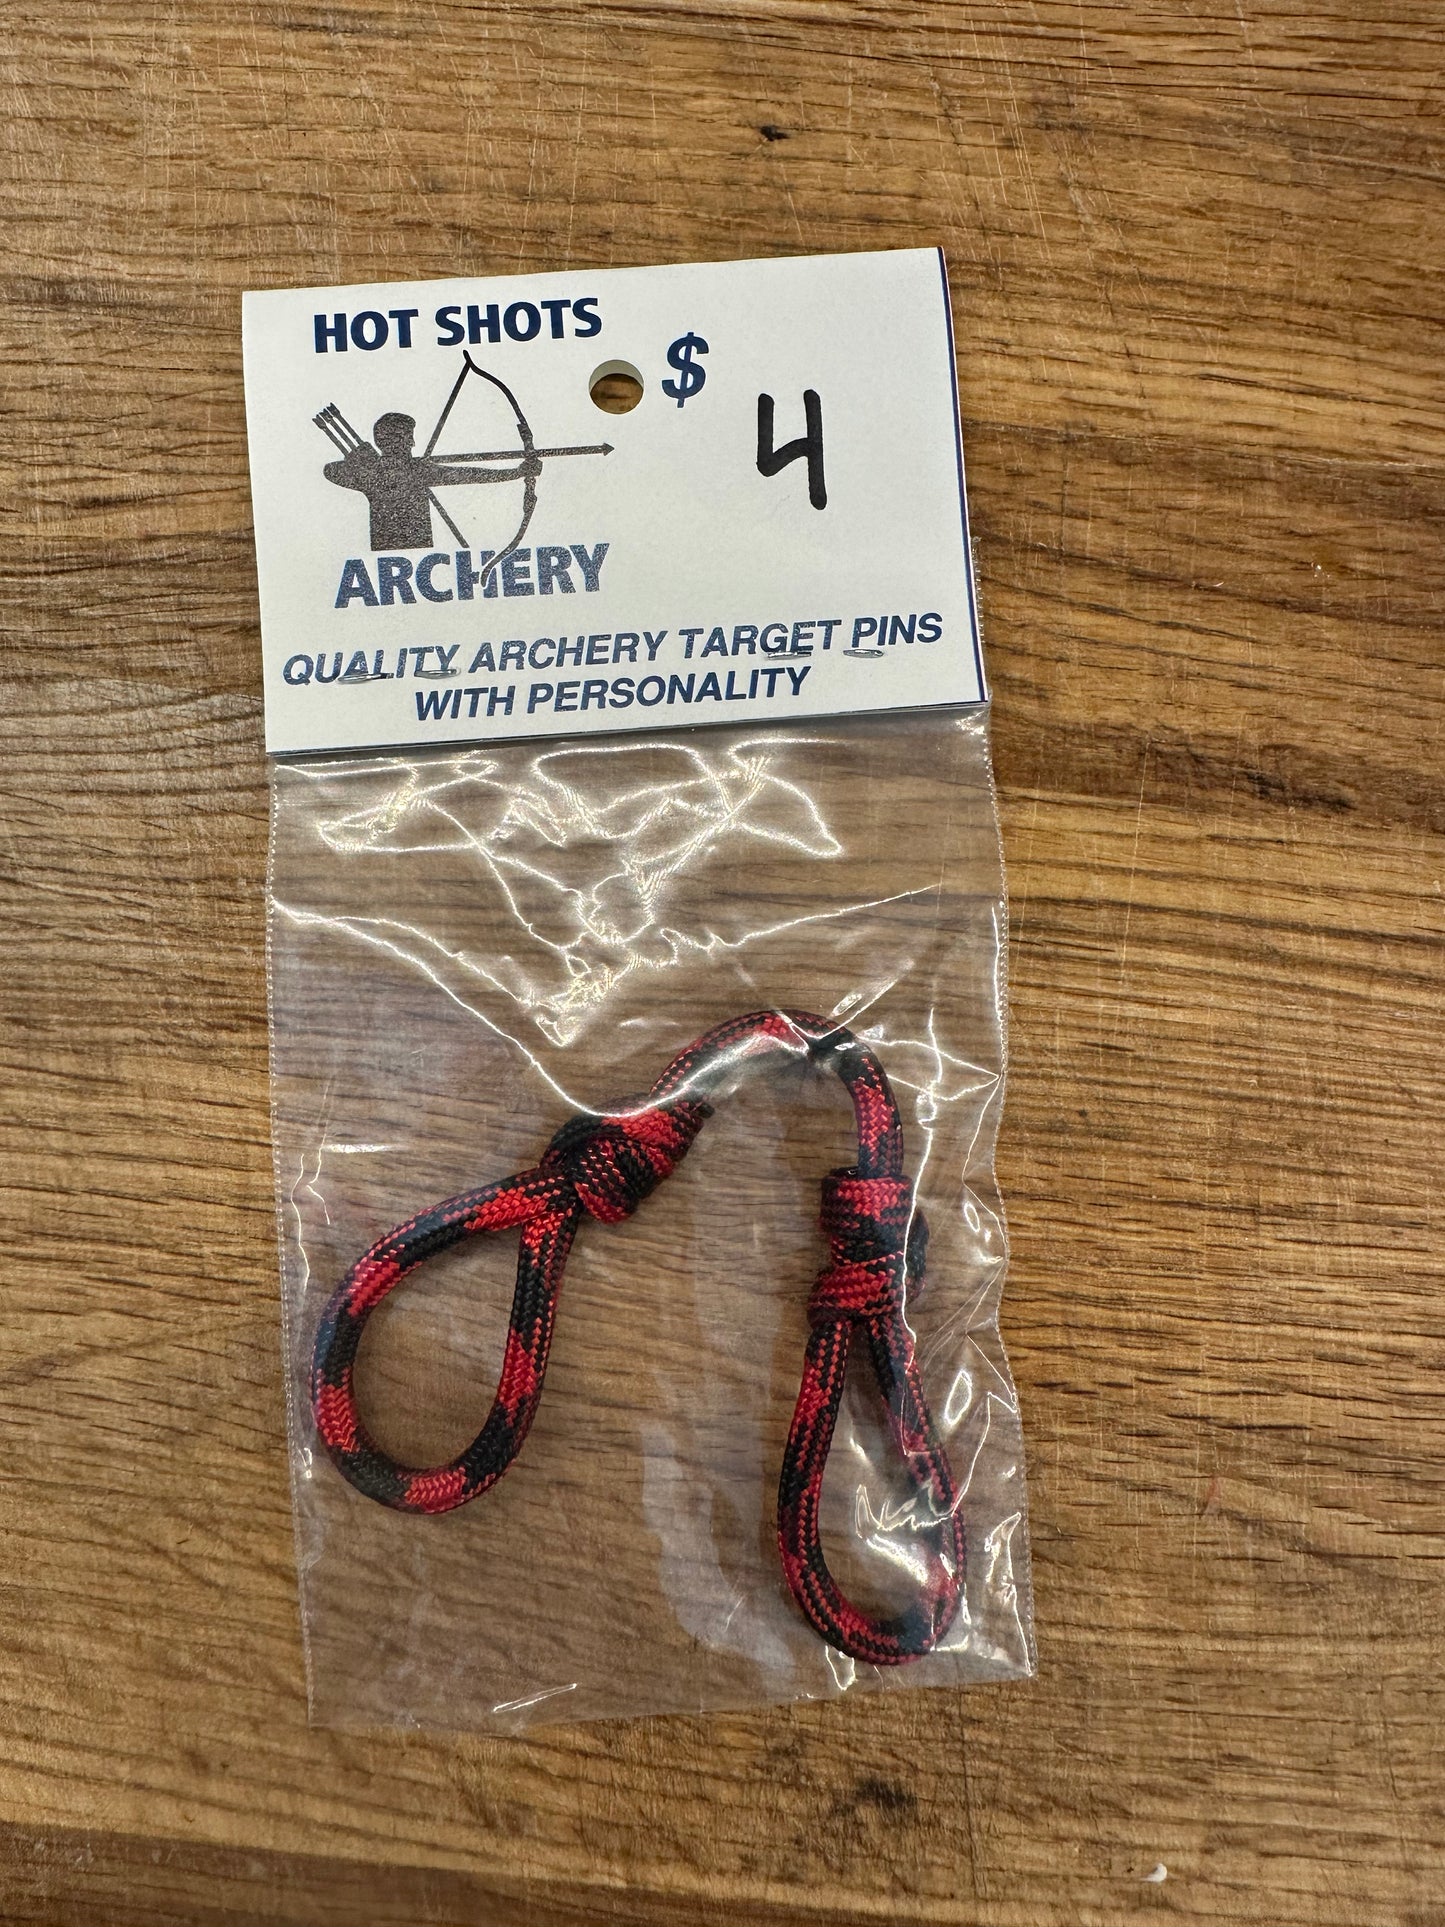 HOT SHOTS
$ 4
ARCHERY
QUALITY ARCHERY TARGET PINS
WITH PERSONALITY